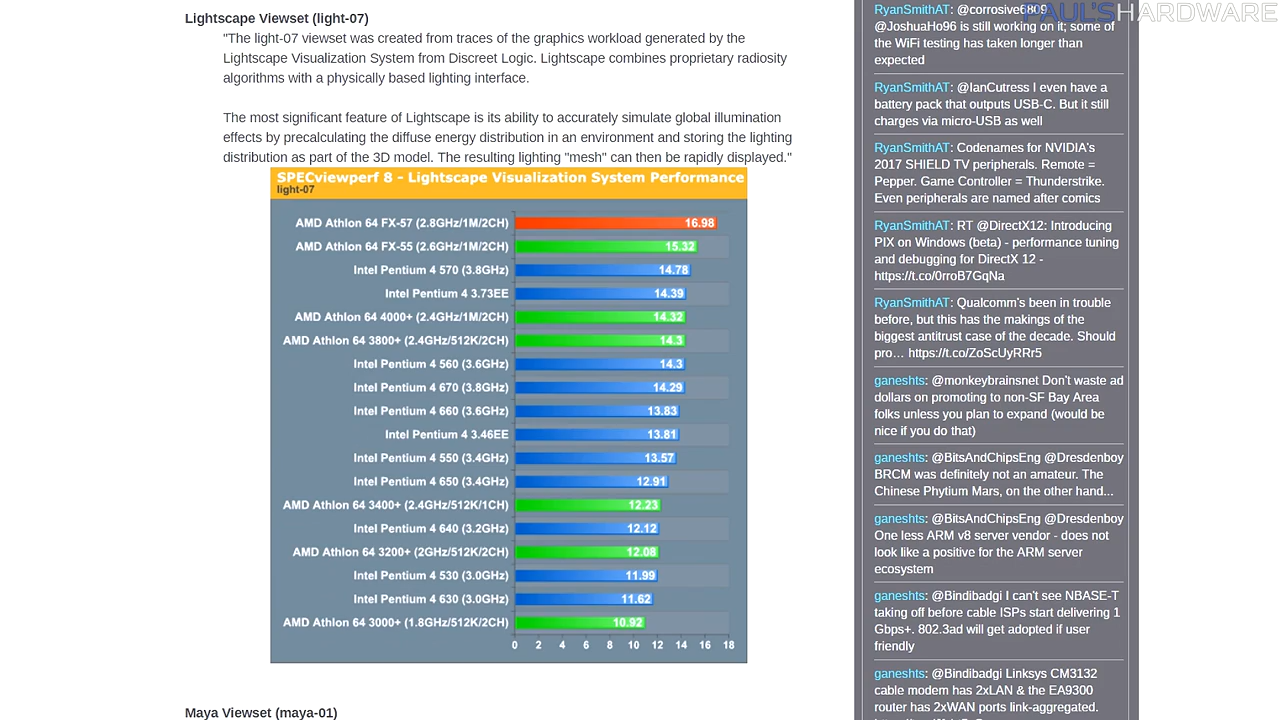 Lightscape Viewset (light-07)
"The light-07 viewset was created from traces of the graphics workload generated by the
Lightscape Visualization System from Discreet Logic. Lightscape combines proprietary radiosity
algorithms with a physically based lighting interface.
The most significant feature of Lightscape is its ability to accurately simulate global illumination
effects by precalculating the diffuse energy distribution in an environment and storing the lighting
distribution as part of the 3D model. The resulting lighting "mesh" can then be rapidly displayed."
SPECviewperf 8 - Lightscape Visualization System Performance
light-07
AMD Athlon 64 FX-57 (2.8GHz/1M/2CH) 16.98
AMD Athlon 64 FX-55 (2.6GHz/1M/2CH) 15.32
Intel Pentium 4 570 (3.8GHz) 14.78
Intel Pentium 4 3.73EE 14.39
AMD Athlon 64 4000+ (2.4GHz/1M/2CH) 14.32
AMD Athlon 64 3800+ (2.4GHz/512K/2CH) 14.3
Intel Pentium 4 560 (3.6GHz) 14.3
Intel Pentium 4 670 (3.8GHz) 14.29
Intel Pentium 4 660 (3.6GHz) 13.83
Intel Pentium 4 3.46EE 13.81
Intel Pentium 4 550 (3.4GHz) 13.57
Intel Pentium 4 650 (3.4GHz) 12.91
AMD Athlon 64 3400+ (2.4GHz/512K/1CH) 12.23
Intel Pentium 4 640 (3.2GHz) 12.12
AMD Athlon 64 3200+ (2GHz/512K/2CH) 12.08
Intel Pentium 4 530 (3.0GHz) 11.99
Intel Pentium 4 630 (3.0GHz) 11.62
AMD Athlon 64 3000+ (1.8GHz/512K/2CH) 10.92
0 2 4 6 8 10 12 14 16 18
Maya Viewset (maya-01)
PAUL'SHARDWARE
RyanSmithAT: @corrosive6809
@JoshuaHo96 is still working on it; some of
the WiFi testing has taken longer than
expected
RyanSmithAT: @IanCutress I even have a
battery pack that outputs USB-C. But it still
charges via micro-USB as well
RyanSmithAT: Codenames for NVIDIA's
2017 SHIELD TV peripherals. Remote =
Pepper. Game Controller = Thunderstrike.
Even peripherals are named after comics
RyanSmithAT: RT @DirectX12: Introducing
PIX on Windows (beta) - performance tuning
and debugging for DirectX 12 -
https://t.co/0rroB7GqNa
RyanSmithAT: Qualcomm's been in trouble
before, but this has the makings of the
biggest antitrust case of the decade. Should
pro… https://t.co/ZoScUyRRr5
ganeshts: @monkeybrainsnet Don't waste ad
dollars on promoting to non-SF Bay Area
folks unless you plan to expand (would be
nice if you do that)
ganeshts: @BitsAndChipsEng @Dresdenboy
BRCM was definitely not an amateur. The
Chinese Phytium Mars, on the other hand...
ganeshts: @BitsAndChipsEng @Dresdenboy
One less ARM v8 server vendor - does not
look like a positive for the ARM server
ecosystem
ganeshts: @Bindibadgi I can't see NBASE-T
taking off before cable ISPs start delivering 1
Gbps+. 802.3ad will get adopted if user
friendly
ganeshts: @Bindibadgi Linksys CM3132
cable modem has 2xLAN & the EA9300
router has 2xWAN ports link-aggregated.